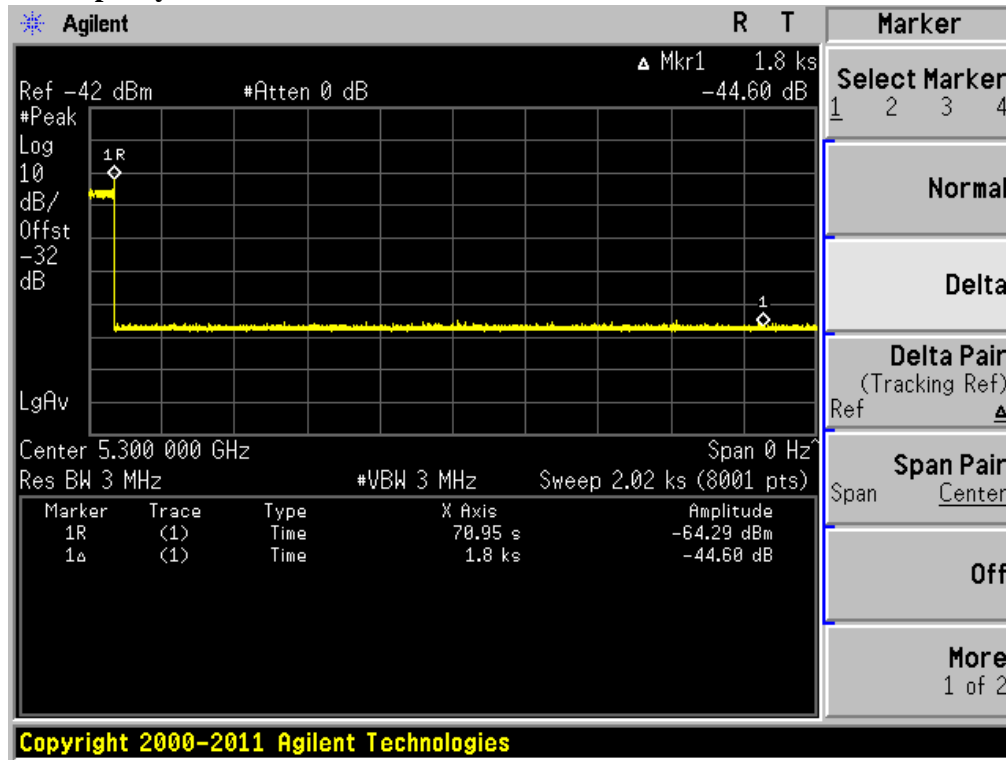 Agilent R T
Δ Mkr1 1.8 ks
Ref –42 dBm #Atten 0 dB –44.60 dB
#Peak
Log
10
dB/
Offst
–32
dB
1R
1
LgAv
Center 5.300 000 GHz Span 0 Hz^
Res BW 3 MHz #VBW 3 MHz Sweep 2.02 ks (8001 pts)
Marker Trace Type X Axis Amplitude
1R (1) Time 70.95 s –64.29 dBm
1Δ (1) Time 1.8 ks –44.60 dB
Marker
Select Marker
1 2 3 4
Normal
Delta
Delta Pair
(Tracking Ref)
Ref Δ
Span Pair
Span Center
Off
More
1 of 2
Copyright 2000–2011 Agilent Technologies